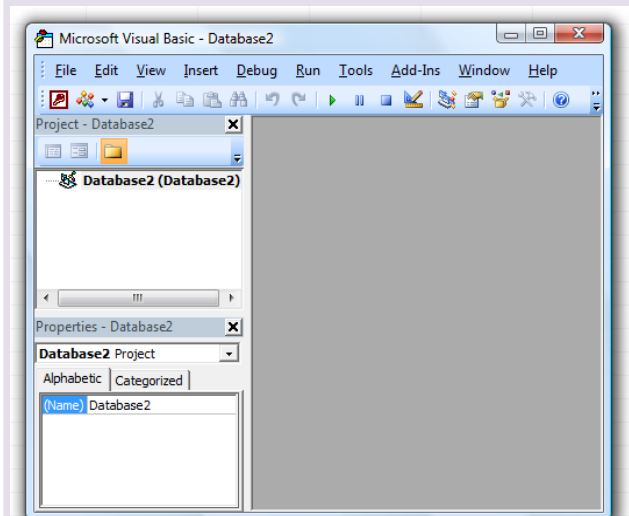 Microsoft Visual Basic - Database2
File Edit View Insert Debug Run Tools Add-Ins Window Help
Project - Database2
Database2 (Database2)
Properties - Database2
Database2 Project
Alphabetic Categorized
(Name) Database2